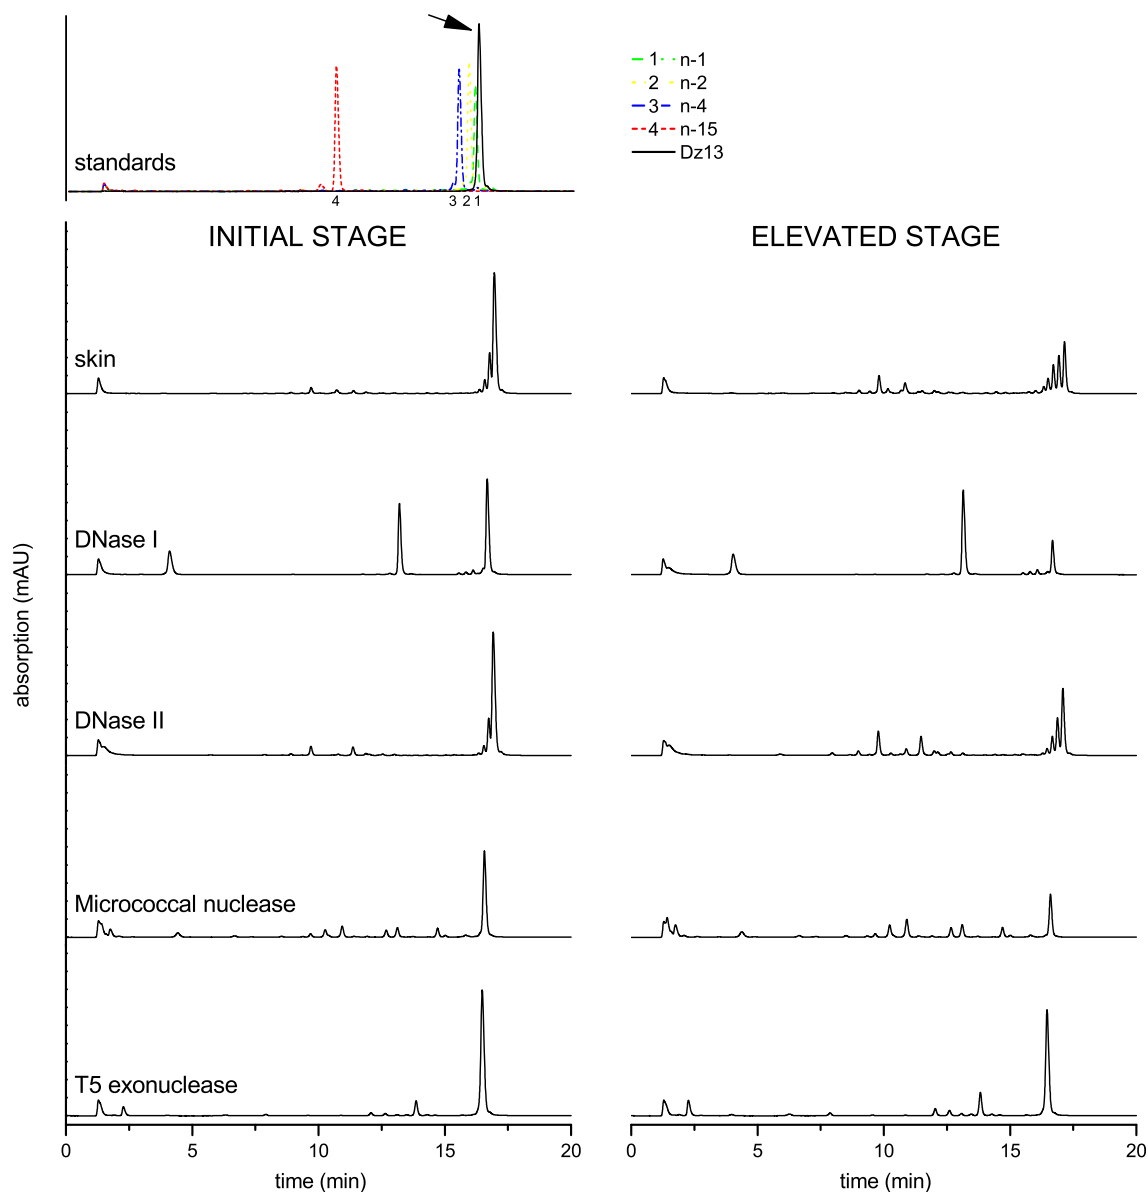 1 n-1
2 n-2
3 n-4
4 n-15
Dz13
standards
4 3 2 1
INITIAL STAGE ELEVATED STAGE
skin
DNase I
DNase II
Micrococcal nuclease
T5 exonuclease
absorption (mAU)
0 5 10 15 20 0 5 10 15 20
time (min) time (min)